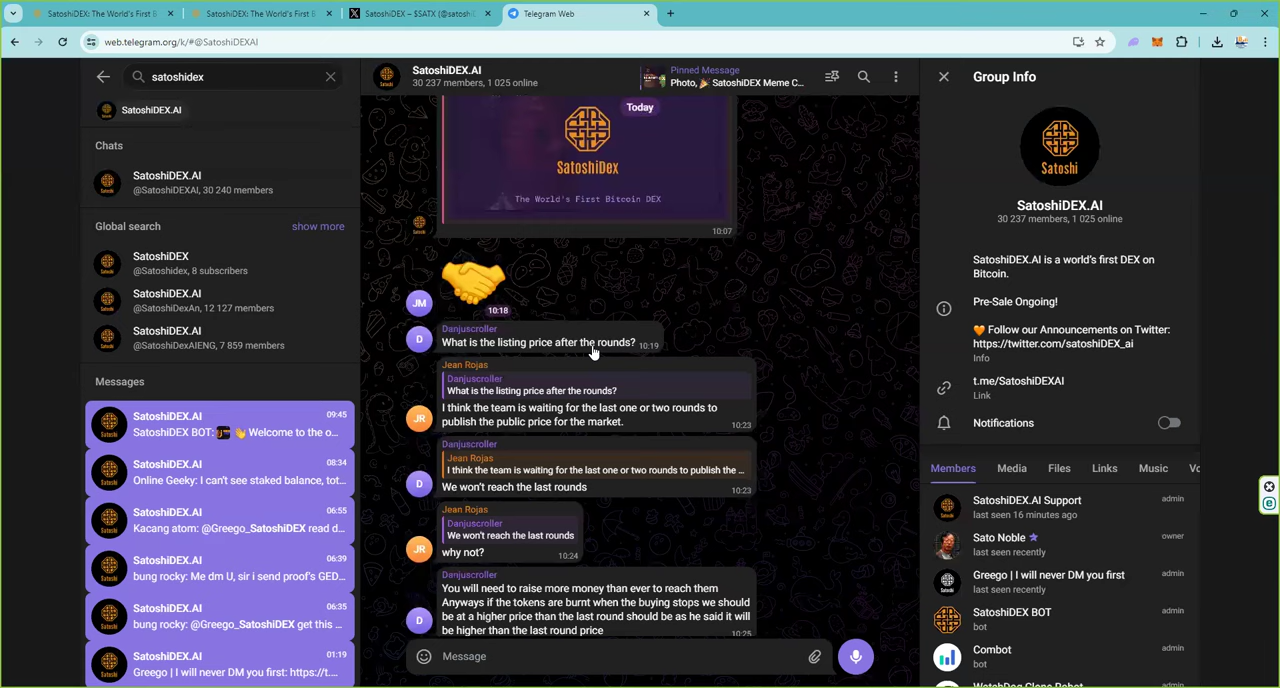 SatoshiDEX: The World's First B
SatoshiDEX: The World's First B
SatoshiDEX – $SATX (@satoshi
Telegram Web
web.telegram.org/k/#@SatoshiDEXAI
satoshidex
SatoshiDEX.AI
Chats
SatoshiDEX.AI
@SatoshiDEXAI, 30 240 members
Global search
show more
SatoshiDEX
@Satoshidex, 8 subscribers
SatoshiDEX.AI
@SatoshiDexAn, 12 127 members
SatoshiDEX.AI
@SatoshiDexAIENG, 7 859 members
Messages
SatoshiDEX.AI
09:45
SatoshiDEX BOT: 👋 Welcome to the o...
SatoshiDEX.AI
08:34
Online Geeky: I can't see staked balance, tot...
SatoshiDEX.AI
06:55
Kacang atom: @Greego_SatoshiDEX read d...
SatoshiDEX.AI
06:39
bung rocky: Me dm U, sir i send proof's GED...
SatoshiDEX.AI
06:35
bung rocky: @Greego_SatoshiDEX get this ...
SatoshiDEX.AI
01:19
Greego | I will never DM you first: https://t....
SatoshiDEX.AI
30 237 members, 1 025 online
Pinned Message
Photo, 🎉 SatoshiDEX Meme C...
Today
SatoshiDex
The World's First Bitcoin DEX
10:07
JM
10:18
Danjuscroller
D
What is the listing price after the rounds? 10:19
Jean Rojas
Danjuscroller
What is the listing price after the rounds?
JR
I think the team is waiting for the last one or two rounds to
publish the public price for the market.
10:23
Danjuscroller
Jean Rojas
I think the team is waiting for the last one or two rounds to publish the ...
D
We won't reach the last rounds
10:23
Jean Rojas
Danjuscroller
We won't reach the last rounds
JR
why not?
10:24
Danjuscroller
You will need to raise more money than ever to reach them
Anyways if the tokens are burnt when the buying stops we should
be at a higher price than the last round should be as he said it will
D
be higher than the last round price
10:25
Message
Group Info
Satoshi
SatoshiDEX.AI
30 237 members, 1 025 online
SatoshiDEX.AI is a world's first DEX on
Bitcoin.
Pre-Sale Ongoing!
🧡 Follow our Announcements on Twitter:
https://twitter.com/satoshiDEX_ai
Info
t.me/SatoshiDEXAI
Link
Notifications
Members
Media
Files
Links
Music
Vo
SatoshiDEX.AI Support
admin
last seen 16 minutes ago
Sato Noble
owner
last seen recently
Greego | I will never DM you first
admin
last seen recently
SatoshiDEX BOT
admin
bot
Combot
admin
bot
WatchDog Clone Robot
admin